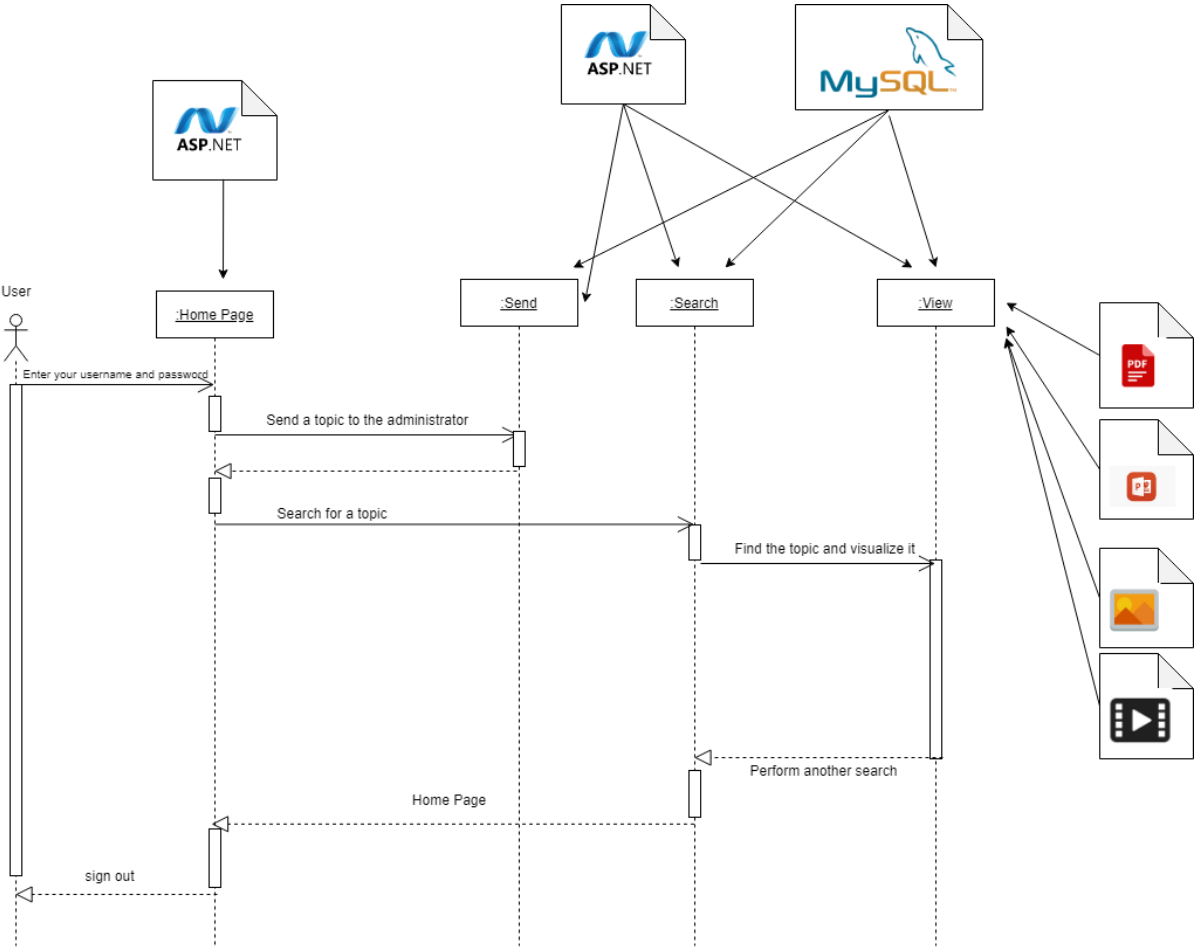 ASP.NET
MySQL
ASP.NET
User
:Home Page
:Send
:Search
:View
PDF
Enter your username and password
Send a topic to the administrator
P
Search for a topic
Find the topic and visualize it
Perform another search
Home Page
sign out